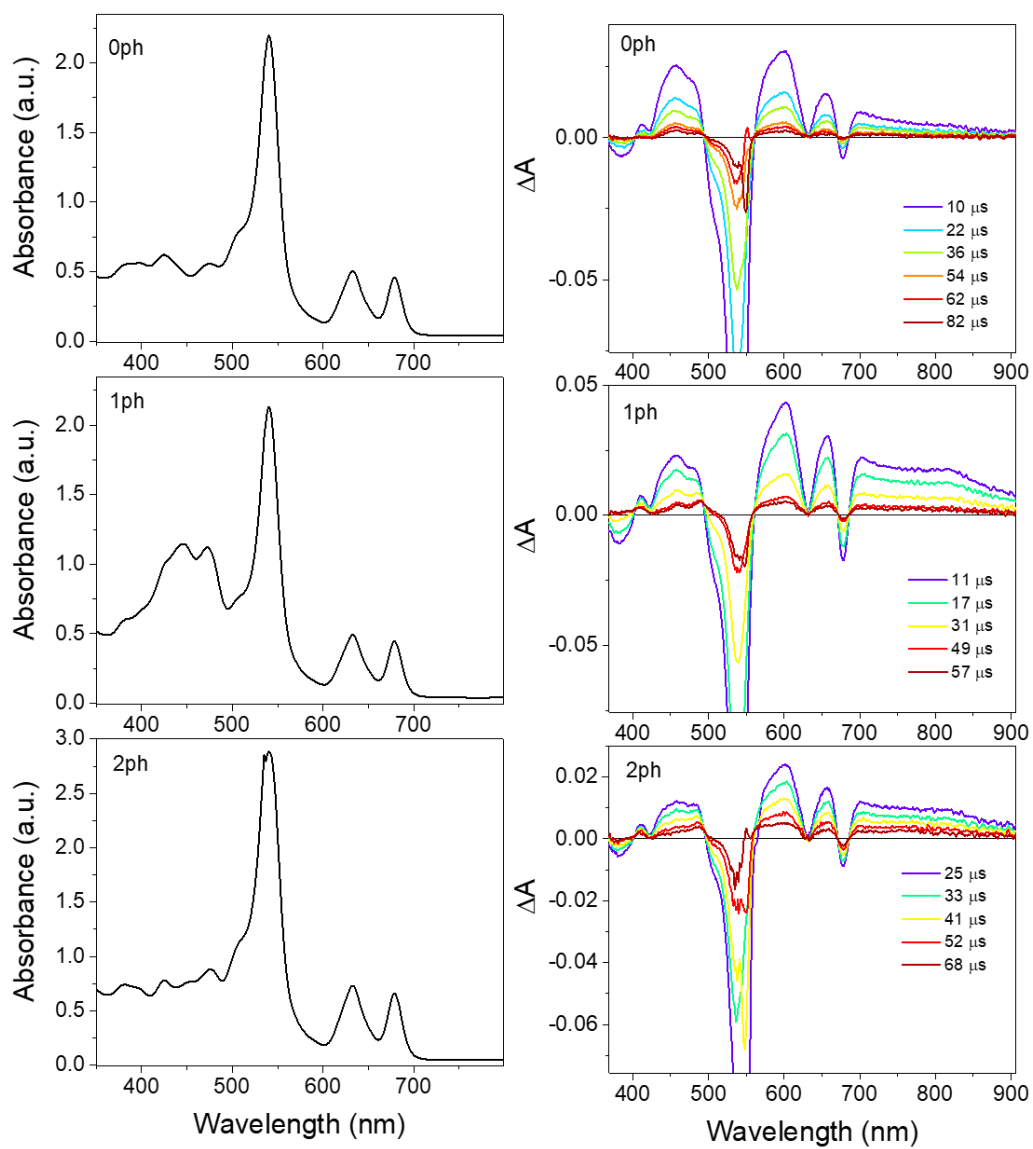 0ph
Absorbance (a.u.)
2.0
1.5
1.0
0.5
0.0
400 500 600 700
0ph
ΔA
0.00
-0.05
10 μs
22 μs
36 μs
54 μs
62 μs
82 μs
400 500 600 700 800 900
1ph
Absorbance (a.u.)
2.0
1.5
1.0
0.5
0.0
400 500 600 700
1ph
ΔA
0.05
0.00
-0.05
11 μs
17 μs
31 μs
49 μs
57 μs
400 500 600 700 800 900
2ph
Absorbance (a.u.)
3.0
2.5
2.0
1.5
1.0
0.5
0.0
400 500 600 700
Wavelength (nm)
2ph
ΔA
0.02
0.00
-0.02
-0.04
-0.06
25 μs
33 μs
41 μs
52 μs
68 μs
400 500 600 700 800 900
Wavelength (nm)